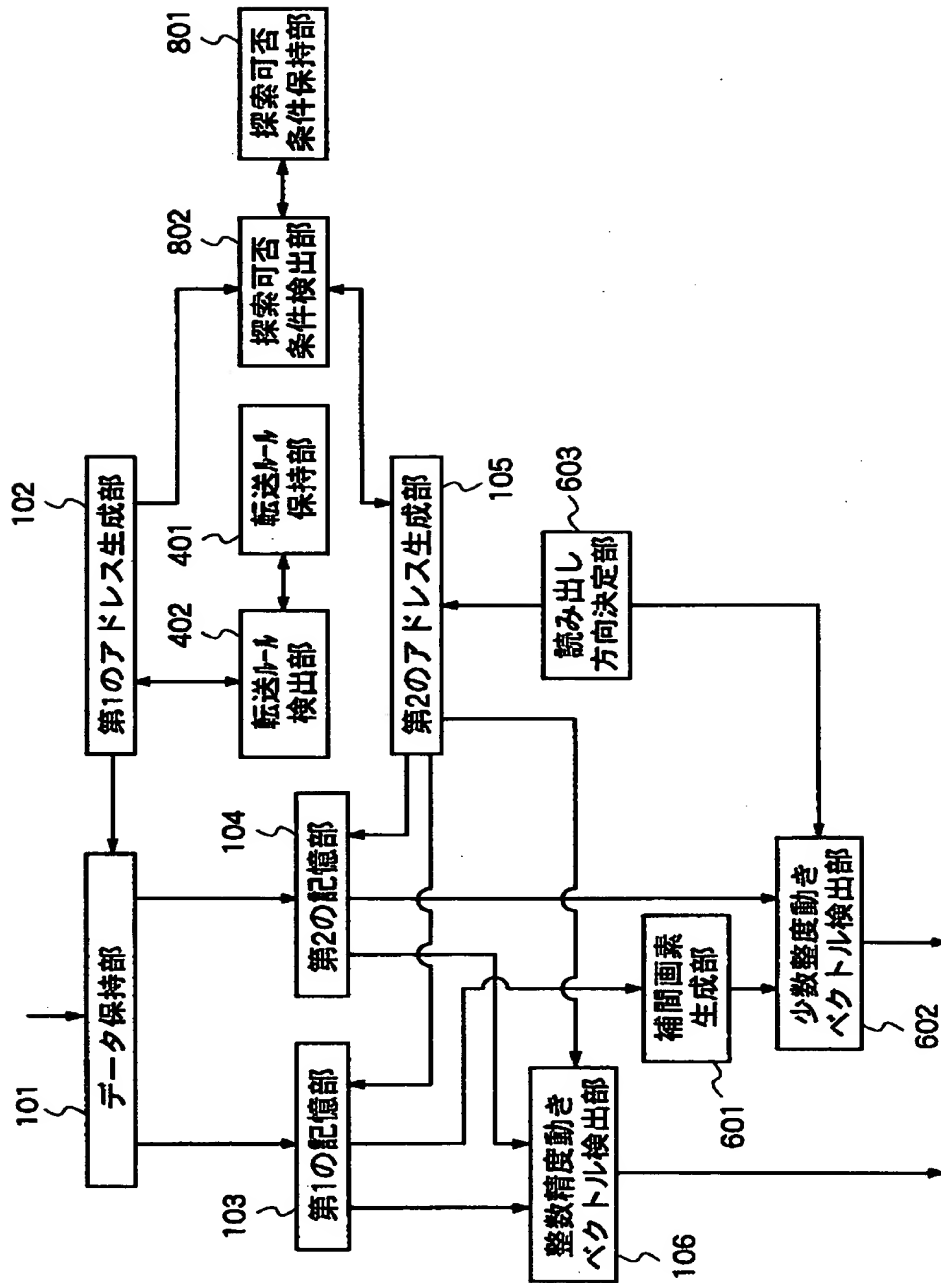 101
データ保持部
102
第1のアドレス生成部
103
第1の記憶部
104
第2の記憶部
402
転送ルール
検出部
401
転送ルール
保持部
802
探索可否
条件検出部
801
探索可否
条件保持部
105
第2のアドレス生成部
603
読み出し
方向決定部
106
整数精度動き
ベクトル検出部
601
補間画素
生成部
602
少数整度動き
ベクトル検出部